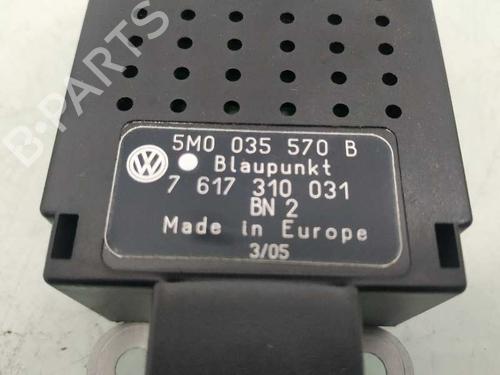 B-PARTS
5M0 035 570 B
Blaupunkt
7 617 310 031
BN 2
Made in Europe
3/05